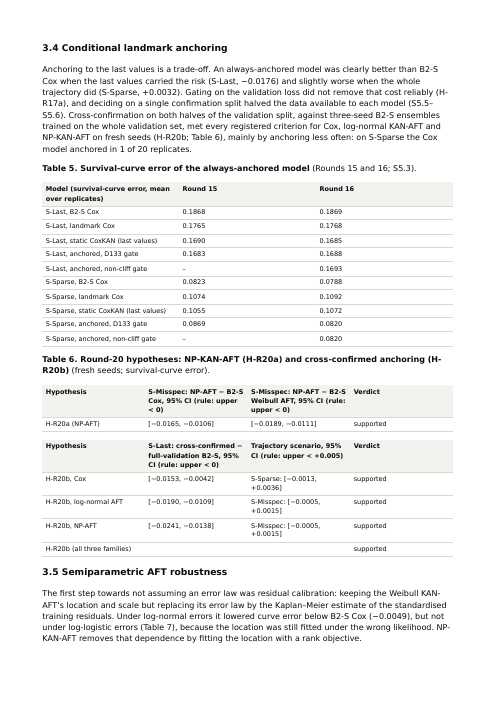 3.4 Conditional landmark anchoring
Anchoring to the last values is a trade-off. An always-anchored model was clearly better than B2-S
Cox when the last values carried the risk (S-Last, −0.0176) and slightly worse when the whole
trajectory did (S-Sparse, +0.0032). Gating on the validation loss did not remove that cost reliably (H-
R17a), and deciding on a single confirmation split halved the data available to each model (S5.5–
S5.6). Cross-confirmation on both halves of the validation split, against three-seed B2-S ensembles
trained on the whole validation set, met every registered criterion for Cox, log-normal KAN-AFT and
NP-KAN-AFT on fresh seeds (H-R20b; Table 6), mainly by anchoring less often: on S-Sparse the Cox
model anchored in 1 of 20 replicates.
Table 5. Survival-curve error of the always-anchored model (Rounds 15 and 16; S5.3).
Model (survival-curve error, mean over replicates) Round 15 Round 16
S-Last, B2-S Cox 0.1868 0.1869
S-Last, landmark Cox 0.1765 0.1768
S-Last, static CoxKAN (last values) 0.1690 0.1685
S-Last, anchored, D133 gate 0.1683 0.1688
S-Last, anchored, non-cliff gate – 0.1693
S-Sparse, B2-S Cox 0.0823 0.0788
S-Sparse, landmark Cox 0.1074 0.1092
S-Sparse, static CoxKAN (last values) 0.1055 0.1072
S-Sparse, anchored, D133 gate 0.0869 0.0820
S-Sparse, anchored, non-cliff gate – 0.0820
Table 6. Round-20 hypotheses: NP-KAN-AFT (H-R20a) and cross-confirmed anchoring (H-
R20b) (fresh seeds; survival-curve error).
Hypothesis S-Misspec: NP-AFT − B2-S Cox, 95% CI (rule: upper < 0) S-Misspec: NP-AFT − B2-S Weibull AFT, 95% CI (rule: upper < 0) Verdict
H-R20a (NP-AFT) [−0.0165, −0.0106] [−0.0189, −0.0111] supported
Hypothesis S-Last: cross-confirmed − full-validation B2-S, 95% CI (rule: upper < 0) Trajectory scenario, 95% CI (rule: upper < +0.005) Verdict
H-R20b, Cox [−0.0153, −0.0042] S-Sparse: [−0.0013, +0.0036] supported
H-R20b, log-normal AFT [−0.0190, −0.0109] S-Misspec: [−0.0005, +0.0015] supported
H-R20b, NP-AFT [−0.0241, −0.0138] S-Misspec: [−0.0005, +0.0015] supported
H-R20b (all three families) supported
3.5 Semiparametric AFT robustness
The first step towards not assuming an error law was residual calibration: keeping the Weibull KAN-
AFT’s location and scale but replacing its error law by the Kaplan–Meier estimate of the standardised
training residuals. Under log-normal errors it lowered curve error below B2-S Cox (−0.0049), but not
under log-logistic errors (Table 7), because the location was still fitted under the wrong likelihood. NP-
KAN-AFT removes that dependence by fitting the location with a rank objective.